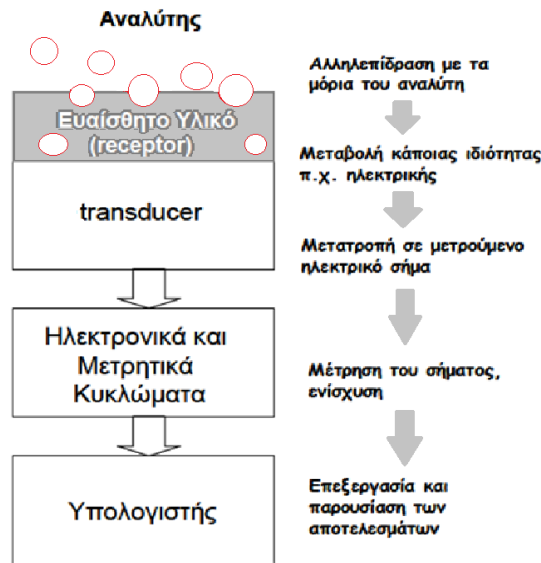 Αναλύτης
Ευαίσθητο Υλικό
(receptor)
transducer
Ηλεκτρονικά και
Μετρητικά
Κυκλώματα
Υπολογιστής
Αλληλεπίδραση με τα
μόρια του αναλύτη
Μεταβολή κάποιας ιδιότητας
π.χ. ηλεκτρικής
Μετατροπή σε μετρούμενο
ηλεκτρικό σήμα
Μέτρηση του σήματος,
ενίσχυση
Επεξεργασία και
παρουσίαση των
αποτελεσμάτων